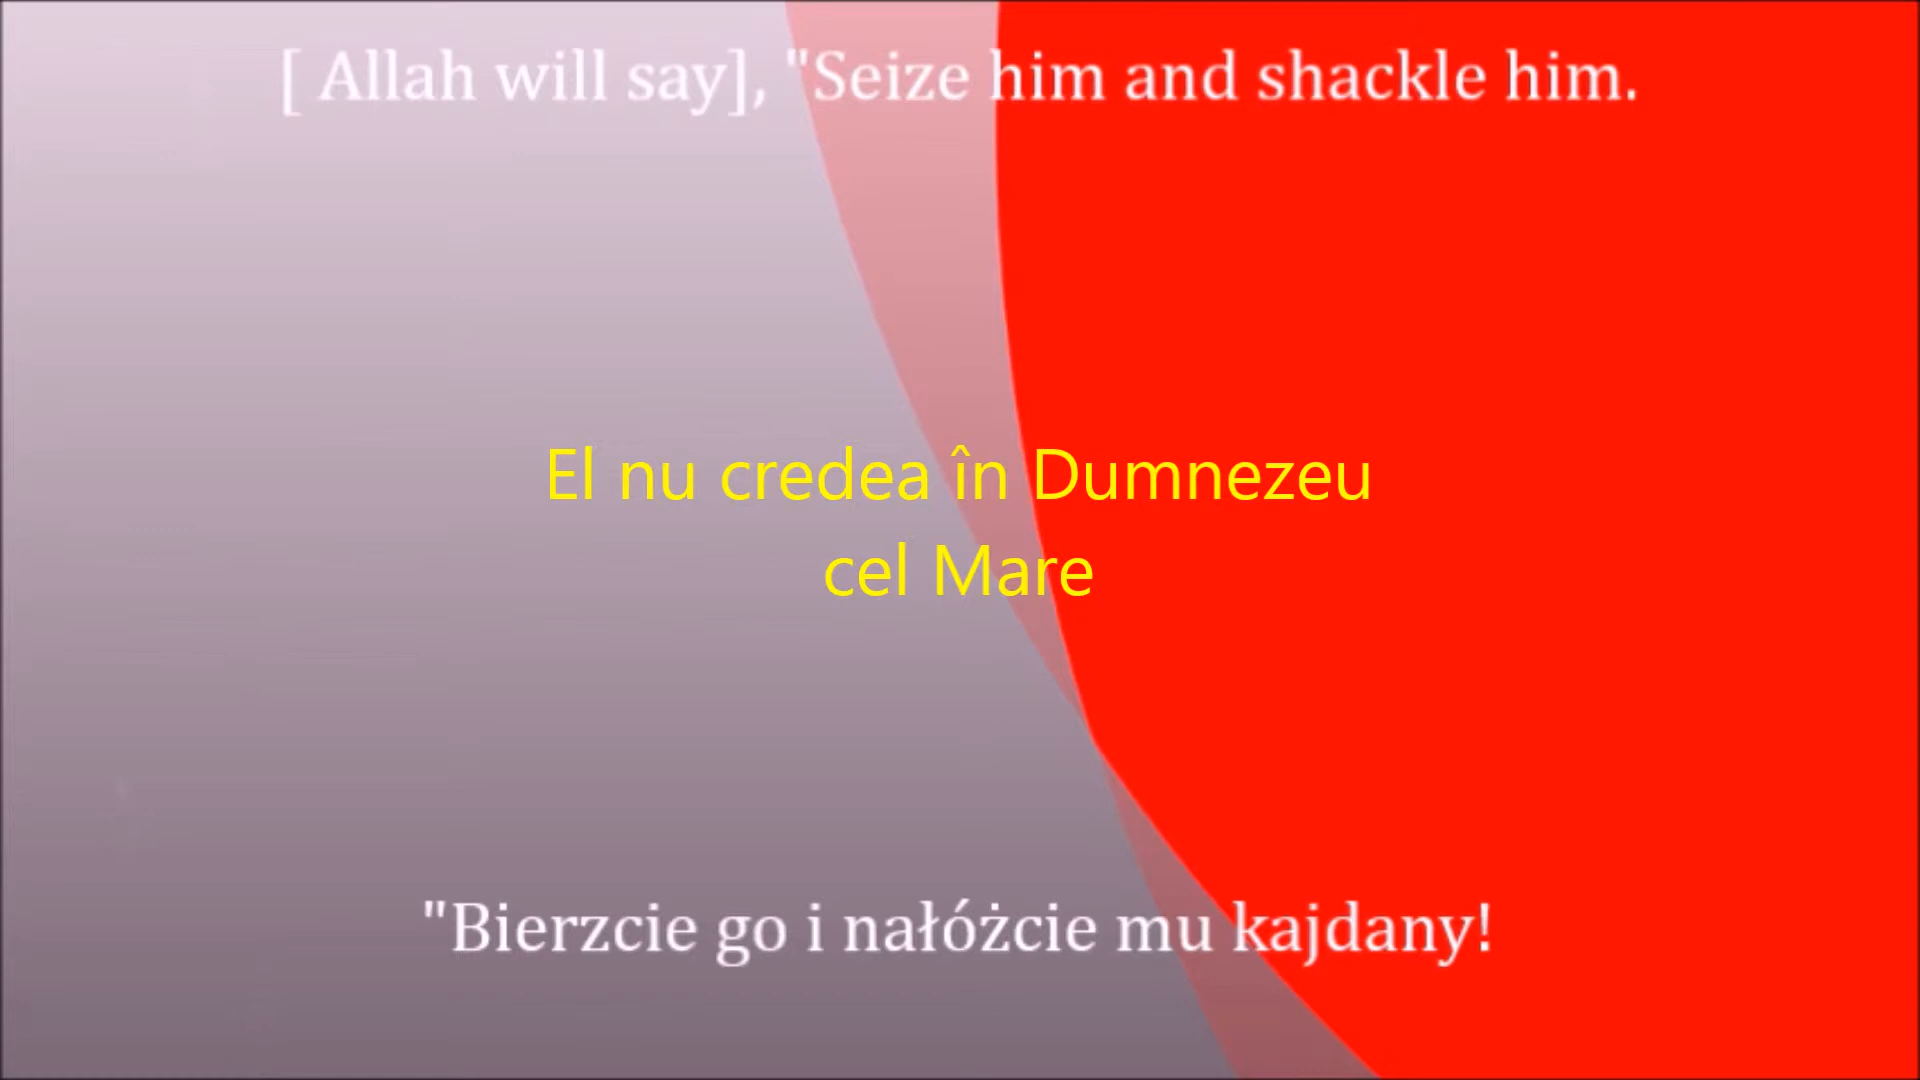 [ Allah will say], "Seize him and shackle him.
El nu credea în Dumnezeu
cel Mare
"Bierzcie go i nałóżcie mu kajdany!